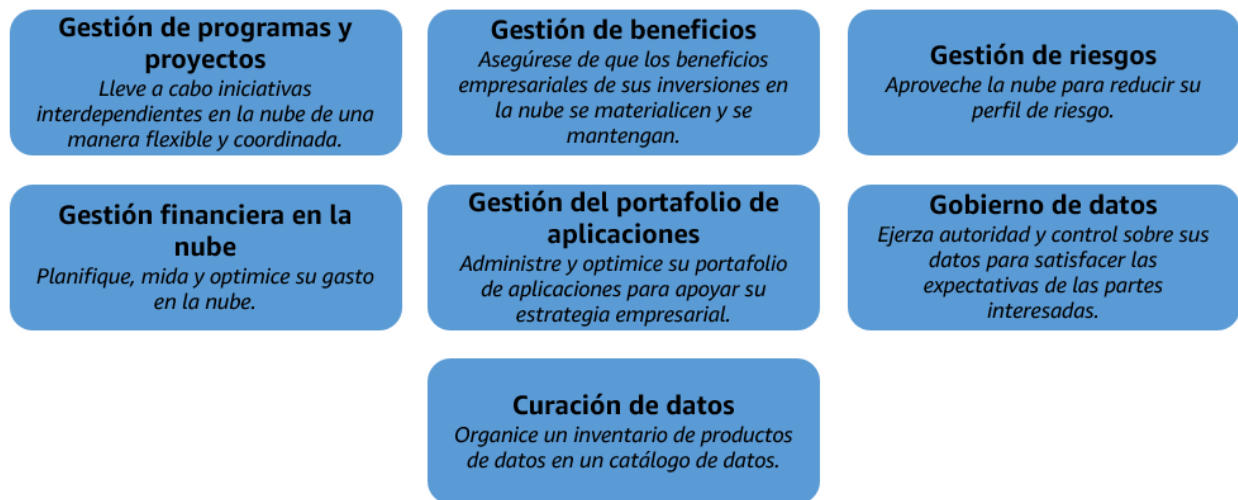 Gestión de programas y
proyectos
Lleve a cabo iniciativas
interdependientes en la nube de una
manera flexible y coordinada.
Gestión de beneficios
Asegúrese de que los beneficios
empresariales de sus inversiones en
la nube se materialicen y se
mantengan.
Gestión de riesgos
Aproveche la nube para reducir su
perfil de riesgo.
Gestión financiera en la
nube
Planifique, mida y optimice su gasto
en la nube.
Gestión del portafolio de
aplicaciones
Administre y optimice su portafolio
de aplicaciones para apoyar su
estrategia empresarial.
Gobierno de datos
Ejerza autoridad y control sobre sus
datos para satisfacer las
expectativas de las partes
interesadas.
Curación de datos
Organice un inventario de productos
de datos en un catálogo de datos.